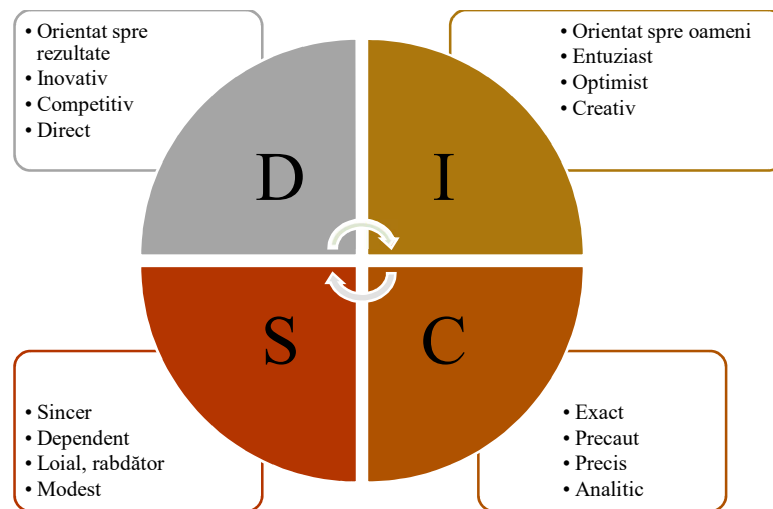 • Orientat spre
rezultate
• Inovativ
• Competitiv
• Direct
• Orientat spre oameni
• Entuziast
• Optimist
• Creativ
D
I
S
C
• Sincer
• Dependent
• Loial, rabdător
• Modest
• Exact
• Precaut
• Precis
• Analitic